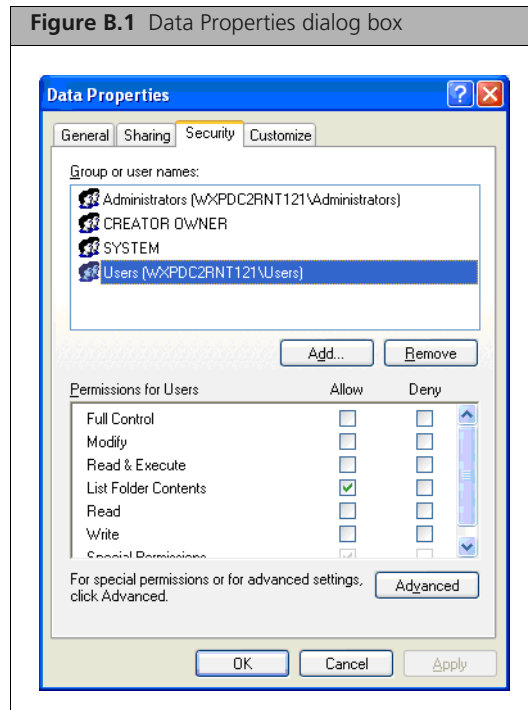 Figure B.1 Data Properties dialog box
Data Properties
General Sharing Security Customize
Group or user names:
Administrators (WXPDC2RNT121\Administrators)
CREATOR OWNER
SYSTEM
Users (WXPDC2RNT121\Users)
Add... Remove
Permissions for Users Allow Deny
Full Control
Modify
Read & Execute
List Folder Contents
Read
Write
Special Permissions
For special permissions or for advanced settings,
click Advanced.
Advanced
OK Cancel Apply